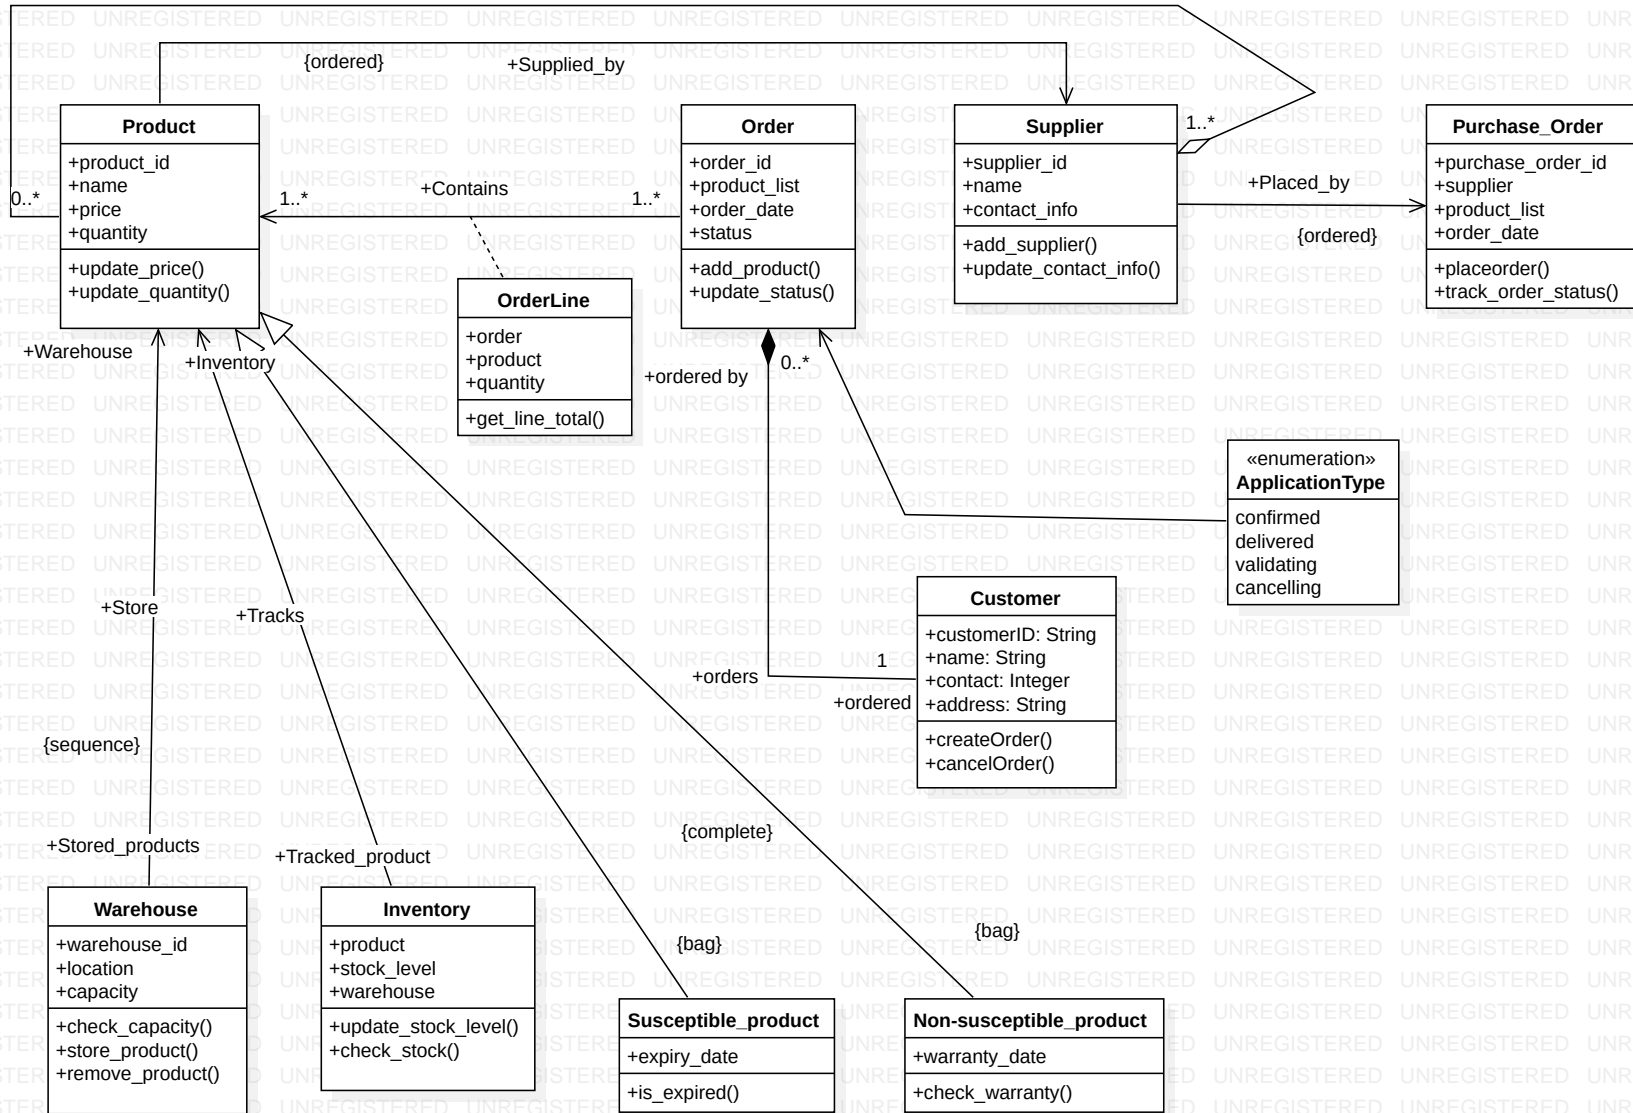 {ordered}
+Supplied_by
Product
+product_id
+name
+price
+quantity
+update_price()
+update_quantity()
0..*
1..*
+Contains
1..*
Order
+order_id
+product_list
+order_date
+status
+add_product()
+update_status()
Supplier
+supplier_id
+name
+contact_info
+add_supplier()
+update_contact_info()
1..*
+Placed_by
{ordered}
Purchase_Order
+purchase_order_id
+supplier
+product_list
+order_date
+placeorder()
+track_order_status()
OrderLine
+order
+product
+quantity
+get_line_total()
+Warehouse
+Inventory
+ordered by
0..*
«enumeration»
ApplicationType
confirmed
delivered
validating
cancelling
+Store
+Tracks
Customer
+customerID: String
+name: String
+contact: Integer
+address: String
+createOrder()
+cancelOrder()
1
+orders
+ordered
{sequence}
{complete}
+Stored_products
+Tracked_product
{bag}
{bag}
Warehouse
+warehouse_id
+location
+capacity
+check_capacity()
+store_product()
+remove_product()
Inventory
+product
+stock_level
+warehouse
+update_stock_level()
+check_stock()
Susceptible_product
+expiry_date
+is_expired()
Non-susceptible_product
+warranty_date
+check_warranty()
UNREGISTERED